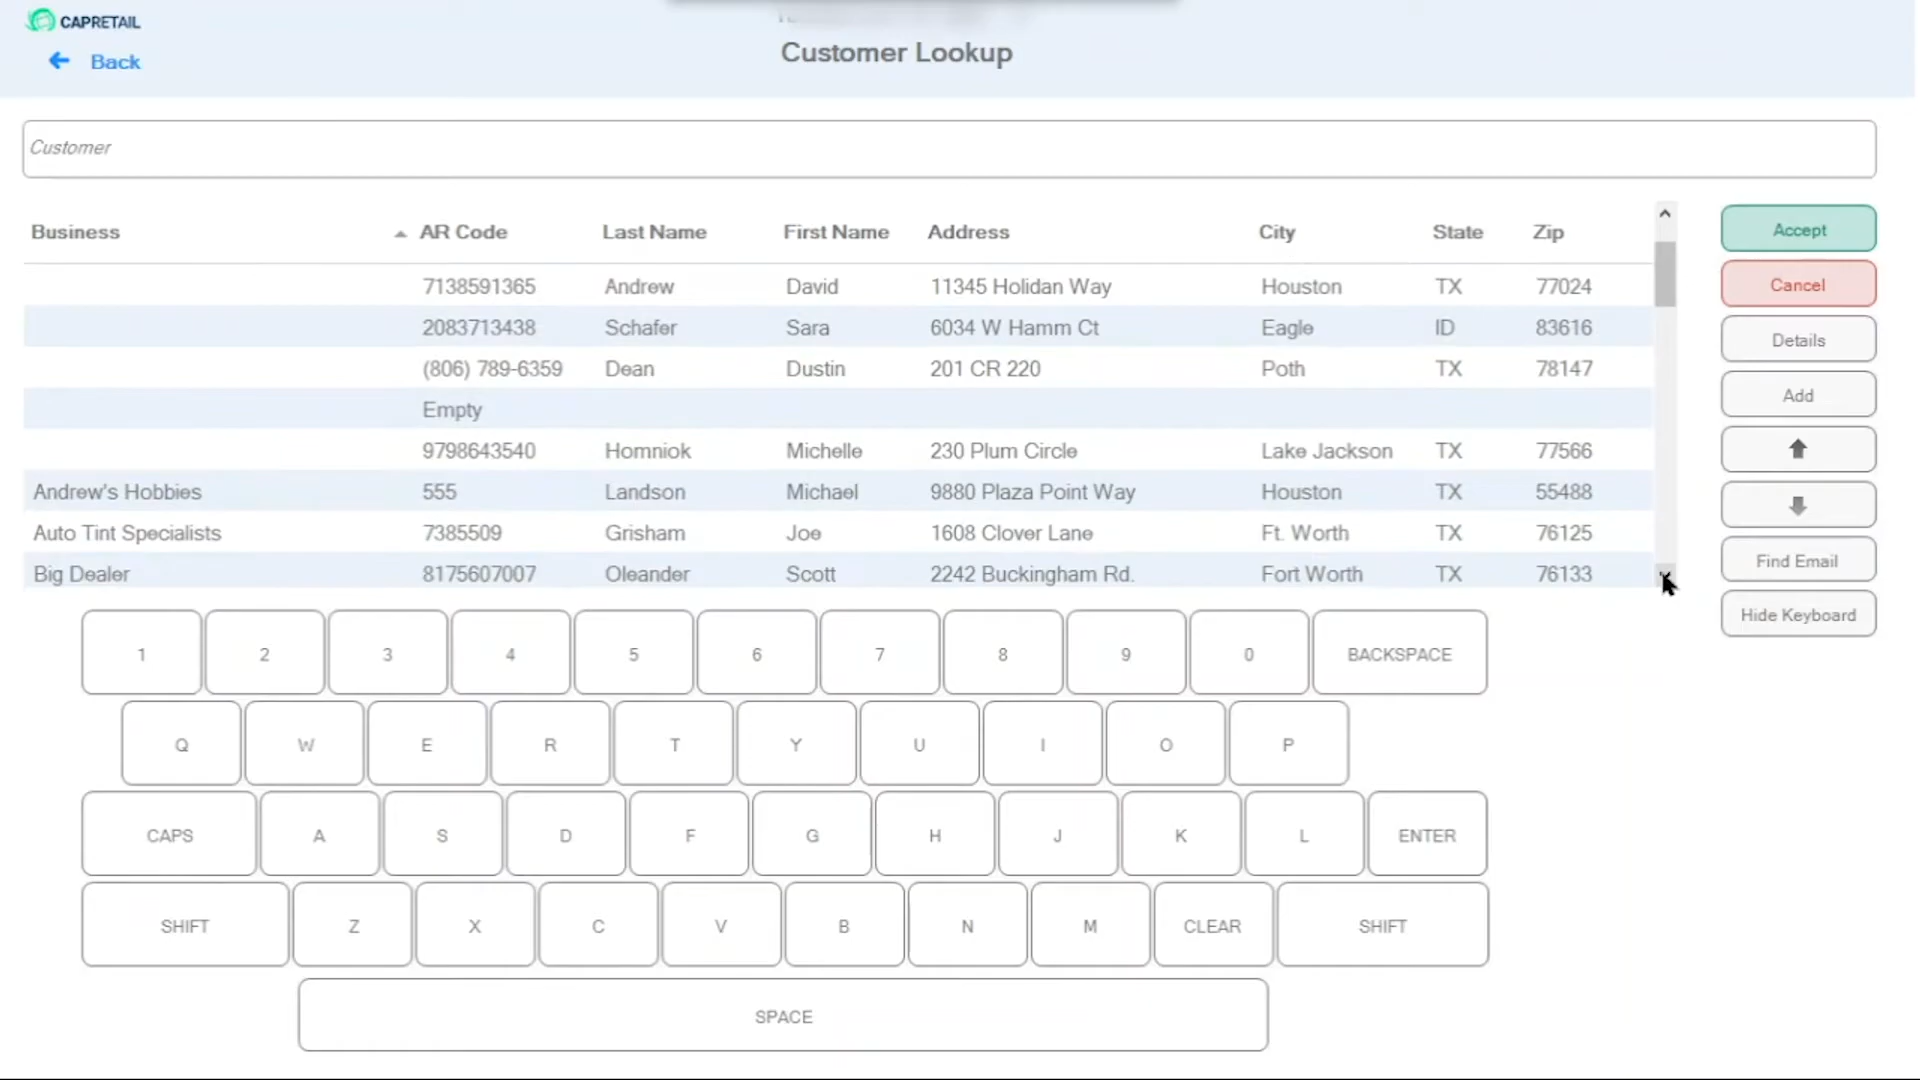 CAPRETAIL
Back
Customer Lookup
Customer
Business AR Code Last Name First Name Address City State Zip
7138591365 Andrew David 11345 Holidan Way Houston TX 77024
2083713438 Schafer Sara 6034 W Hamm Ct Eagle ID 83616
(806) 789-6359 Dean Dustin 201 CR 220 Poth TX 78147
Empty
9798643540 Homniok Michelle 230 Plum Circle Lake Jackson TX 77566
Andrew's Hobbies 555 Landson Michael 9880 Plaza Point Way Houston TX 55488
Auto Tint Specialists 7385509 Grisham Joe 1608 Clover Lane Ft. Worth TX 76125
Big Dealer 8175607007 Oleander Scott 2242 Buckingham Rd. Fort Worth TX 76133
Accept
Cancel
Details
Add
Find Email
Hide Keyboard
1 2 3 4 5 6 7 8 9 0 BACKSPACE
Q W E R T Y U I O P
CAPS A S D F G H J K L ENTER
SHIFT Z X C V B N M CLEAR SHIFT
SPACE